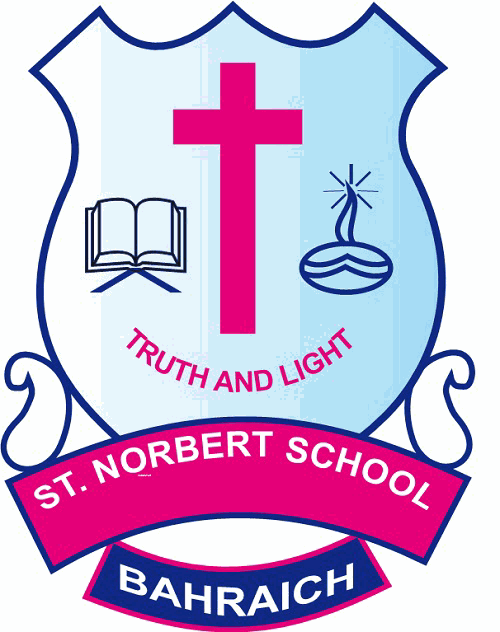 TRUTH AND LIGHT
ST. NORBERT SCHOOL
BAHRAICH